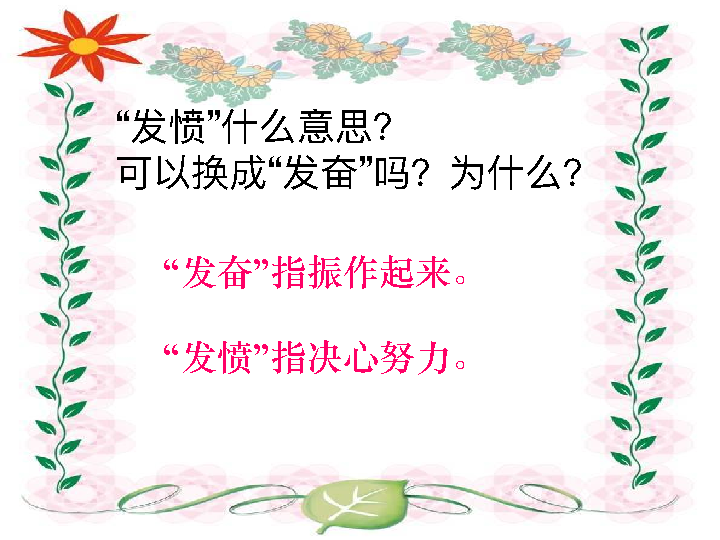 “发愤”什么意思?
可以换成“发奋”吗? 为什么?
“发奋”指振作起来。
“发愤”指决心努力。